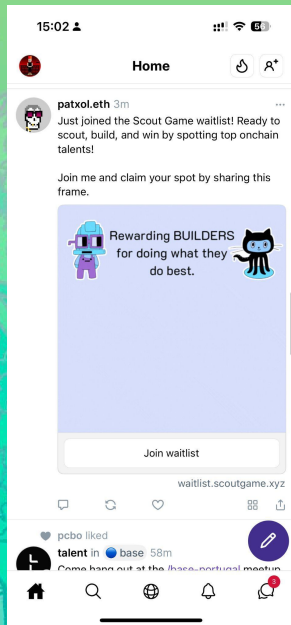 15:02
56
Home
patxol.eth 3m
Just joined the Scout Game waitlist! Ready to
scout, build, and win by spotting top onchain
talents!
Join me and claim your spot by sharing this
frame.
Rewarding BUILDERS
for doing what they
do best.
Join waitlist
waitlist.scoutgame.xyz
pcbo liked
talent in base 58m
Come hang out at the /base-portugal meetup
3